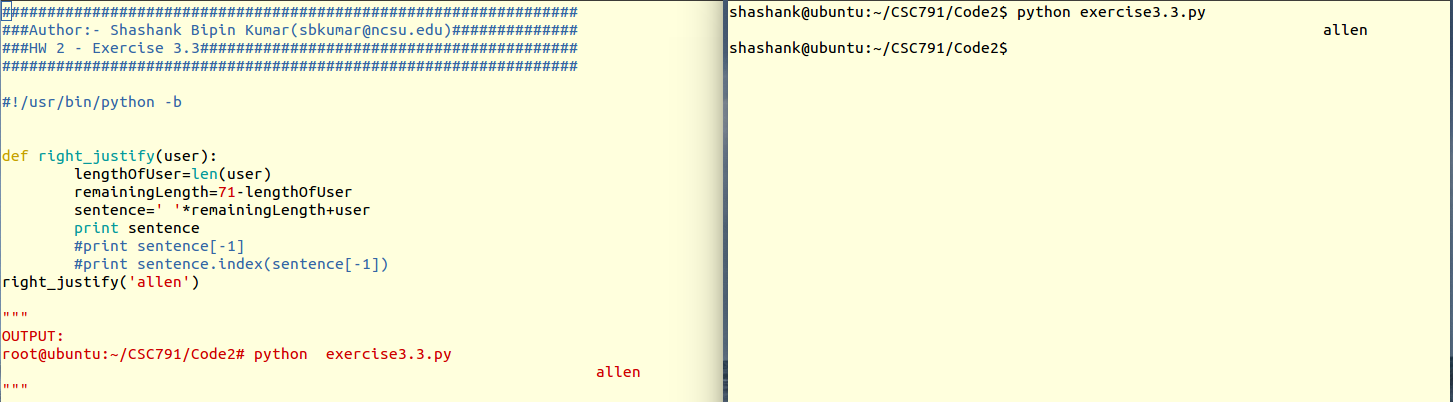 ################################################################
###Author:- Shashank Bipin Kumar(sbkumar@ncsu.edu)##############
###HW 2 - Exercise 3.3##########################################
################################################################
#!/usr/bin/python -b
def right_justify(user):
        lengthOfUser=len(user)
        remainingLength=71-lengthOfUser
        sentence=' '*remainingLength+user
        print sentence
        #print sentence[-1]
        #print sentence.index(sentence[-1])
right_justify('allen')
"""
OUTPUT:
root@ubuntu:~/CSC791/Code2# python  exercise3.3.py
                                                                  allen
"""
shashank@ubuntu:~/CSC791/Code2$ python exercise3.3.py
                                                                  allen
shashank@ubuntu:~/CSC791/Code2$